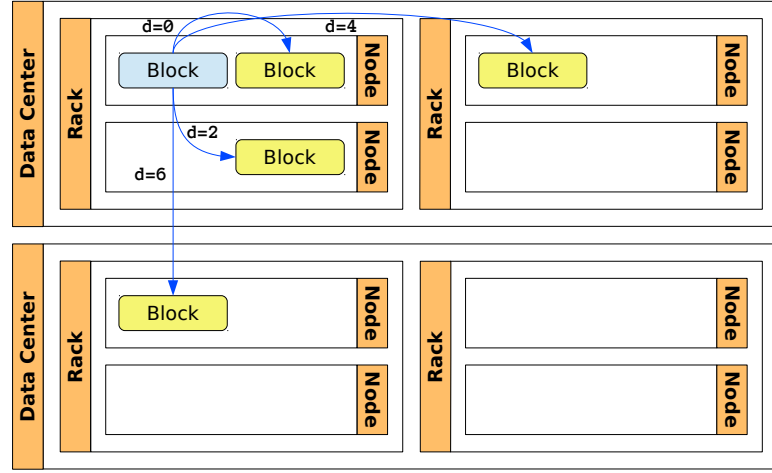 Data Center
Rack
d=0
d=4
Block
Block
Node
d=2
Block
Node
d=6
Rack
Block
Node
Node
Data Center
Rack
Block
Node
Node
Rack
Node
Node